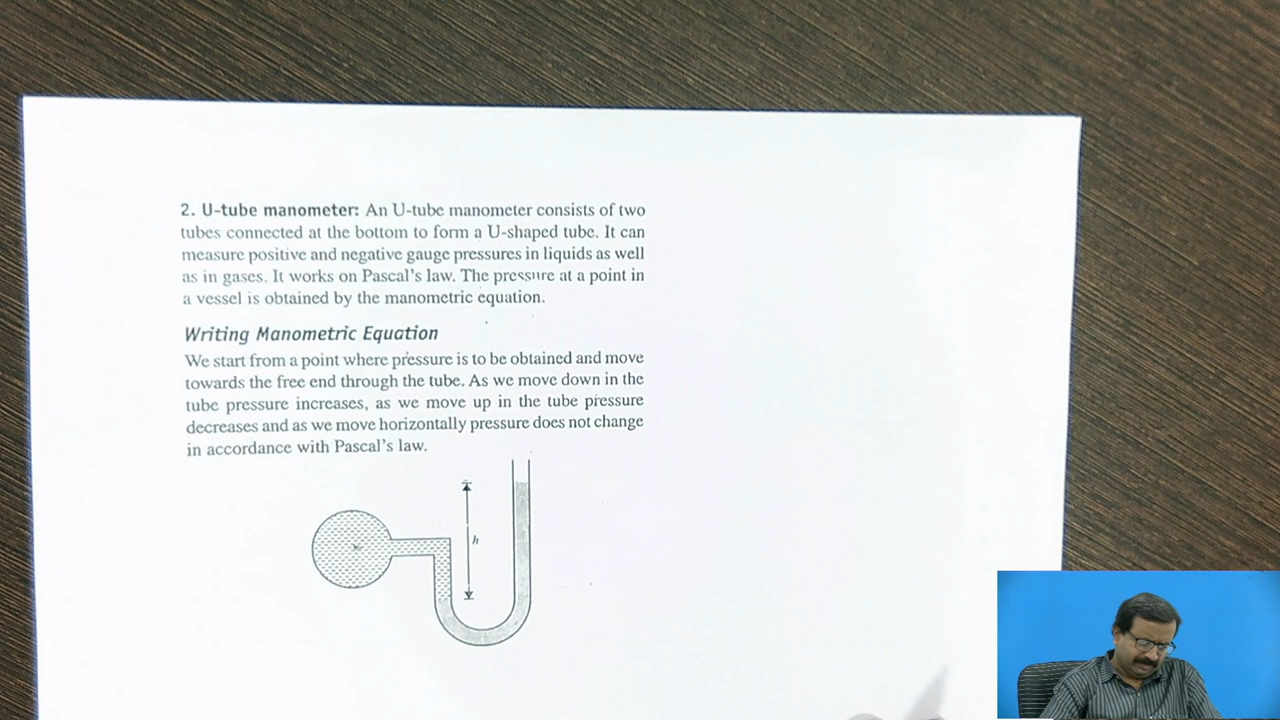 2. U-tube manometer: An U-tube manometer consists of two
tubes connected at the bottom to form a U-shaped tube. It can
measure positive and negative gauge pressures in liquids as well
as in gases. It works on Pascal's law. The pressure at a point in
a vessel is obtained by the manometric equation.
Writing Manometric Equation
We start from a point where pressure is to be obtained and move
towards the free end through the tube. As we move down in the
tube pressure increases, as we move up in the tube pressure
decreases and as we move horizontally pressure does not change
in accordance with Pascal's law.
h